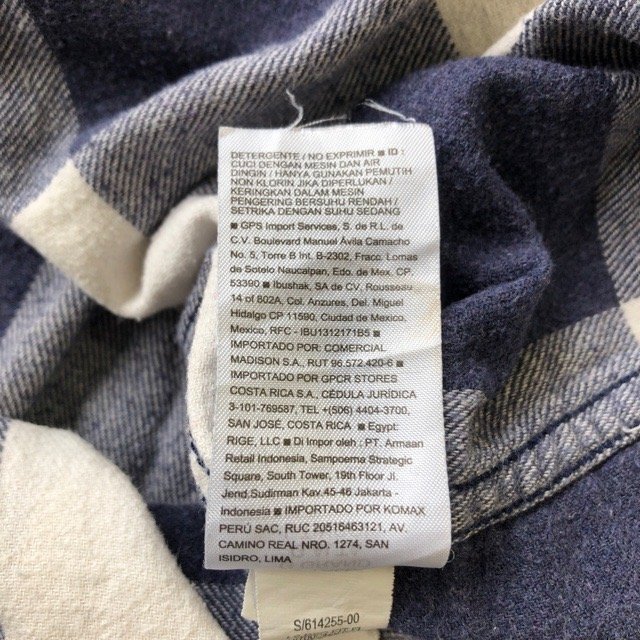 DETERGENTE / NO EXPRIMIR ■ ID :
CUCI DENGAN MESIN DAN AIR
DINGIN / HANYA GUNAKAN PEMUTIH
NON KLORIN JIKA DIPERLUKAN /
KERINGKAN DALAM MESIN
PENGERING BERSUHU RENDAH /
SETRIKA DENGAN SUHU SEDANG
■ GPS Import Services, S. de R.L. de
C.V. Boulevard Manuel Ávila Camacho
No. 5, Torre B Int. B-2302, Fracc. Lomas
de Sotelo Naucalpan, Edo. de Mex. CP.
53390 ■ Ibushak, SA de CV. Rousseau
14 of 802A, Col. Anzures, Del. Miguel
Hidalgo CP 11590, Ciudad de Mexico,
Mexico, RFC - IBU1312171B5 ■
IMPORTADO POR: COMERCIAL
MADISON S.A., RUT 96.572.420-6 ■
IMPORTADO POR: GPCR STORES
COSTA RICA S.A., CÉDULA JURÍDICA
3-101-769587, TEL +(506) 4404-3700,
SAN JOSE, COSTA RICA ■ Egypt:
RIGE, LLC ■ Di Impor oleh : PT. Armaan
Retail Indonesia, Sampoerna Strategic
Square, South Tower, 19th Floor Jl.
Jend.Sudirman Kav.45-46 Jakarta -
Indonesia ■ IMPORTADO POR KOMAX
PERÚ SAC, RUC 20516463121, AV.
CAMINO REAL NRO. 1274, SAN
ISIDRO, LIMA
S/614255-00